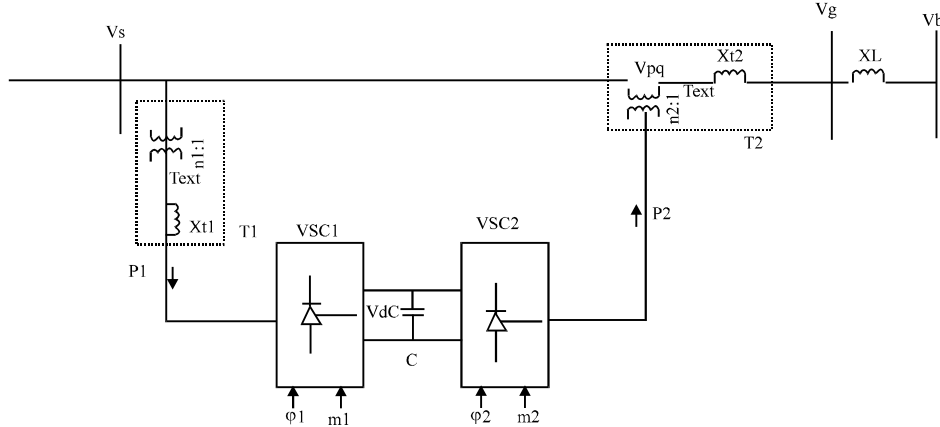 Vs
Vg
Vb
Vpq
Xt2
XL
Text
n2:1
T2
n1:1
Text
Xt1
T1
P1
VSC1
VSC2
P2
VdC
C
φ1
m1
φ2
m2